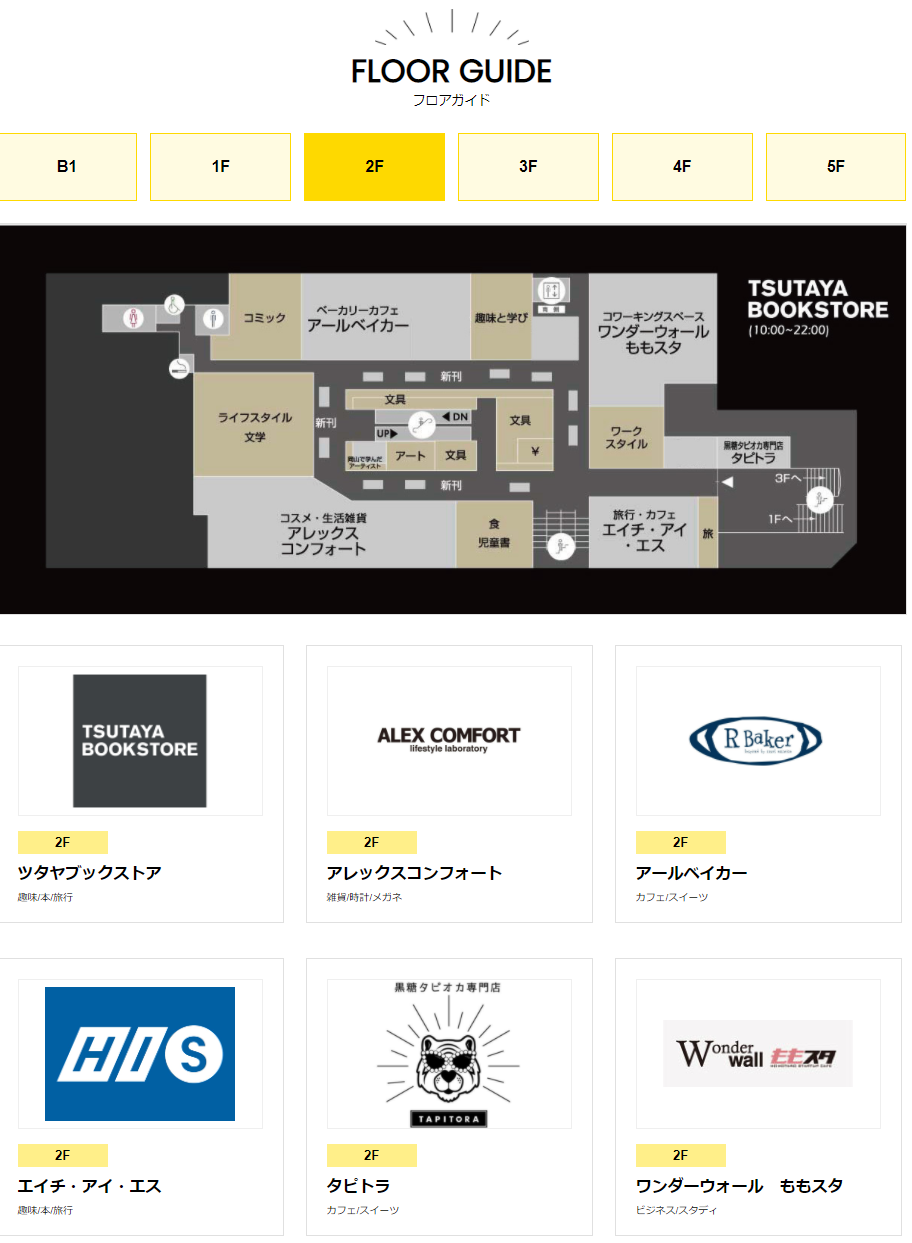 FLOOR GUIDE
フロアガイド
B1
1F
2F
3F
4F
5F
TSUTAYA
BOOKSTORE
(10:00~22:00)
コミック
ベーカリーカフェ
アールベイカー
趣味と学び
コワーキングスペース
ワンダーウォール
ももスタ
新刊
ライフスタイル
文学
新刊
文具
◀DN
UP▶
文具
¥
岡山で学んだ
アーティスト
アート
文具
ワーク
スタイル
黒糖タピオカ専門店
タピトラ
新刊
3Fへ
1Fへ
コスメ・生活雑貨
アレックス
コンフォート
食
児童書
旅行・カフェ
エイチ・アイ
・エス
旅
TSUTAYA
BOOKSTORE
ALEX COMFORT
lifestyle laboratory
R Baker
2F
2F
2F
ツタヤブックストア
アレックスコンフォート
アールベイカー
趣味/本/旅行
雑貨/時計/メガネ
カフェ/スイーツ
HIS
黒糖タピオカ専門店
TAPITORA
Wonder
wall
ももスタ
MOMOTARO STARTUP CAFE
2F
2F
2F
エイチ・アイ・エス
タピトラ
ワンダーウォール　ももスタ
趣味/本/旅行
カフェ/スイーツ
ビジネス/スタディ